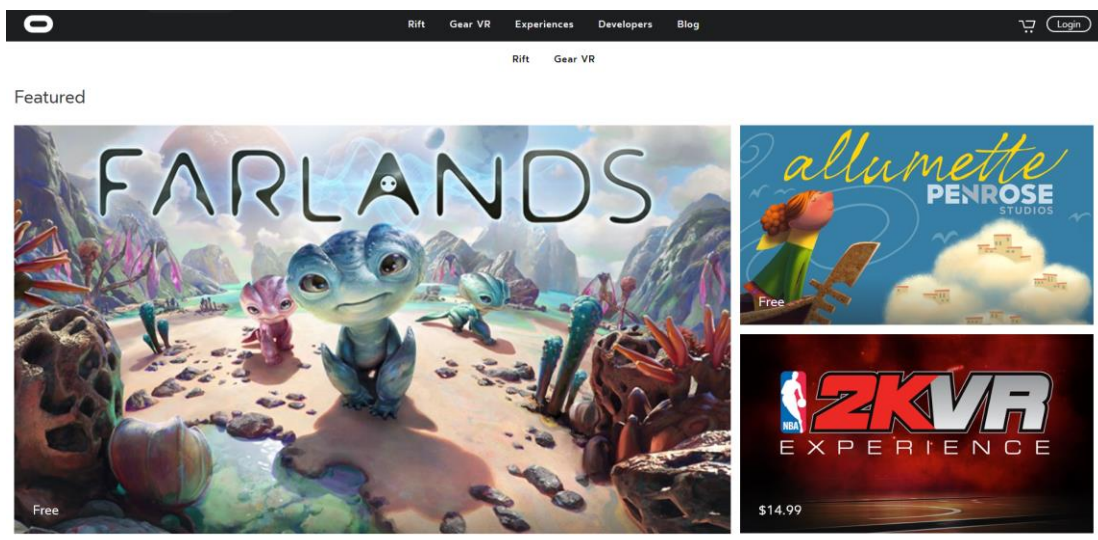 Rift Gear VR Experiences Developers Blog Login
Rift Gear VR
Featured
FARLANDS
Free
allumette
PENROSE
STUDIOS
Free
NBA
2KVR
EXPERIENCE
$14.99